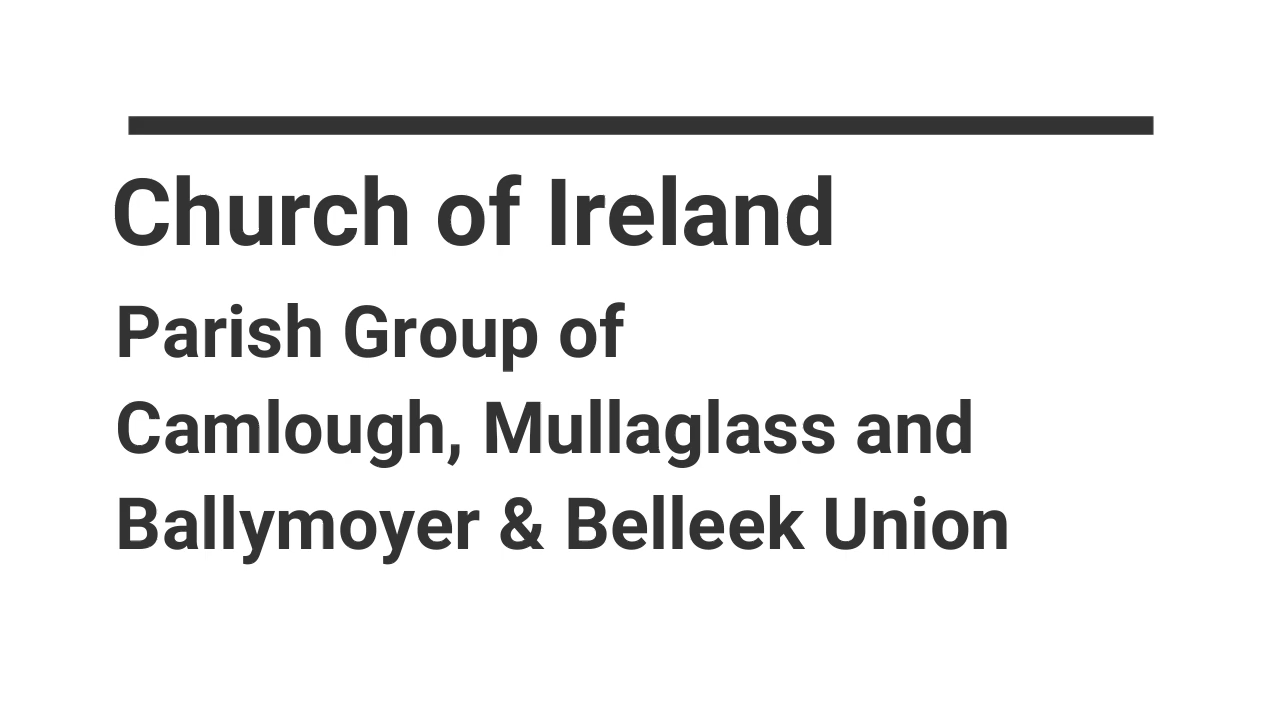 Church of Ireland
Parish Group of
Camlough, Mullaglass and
Ballymoyer & Belleek Union